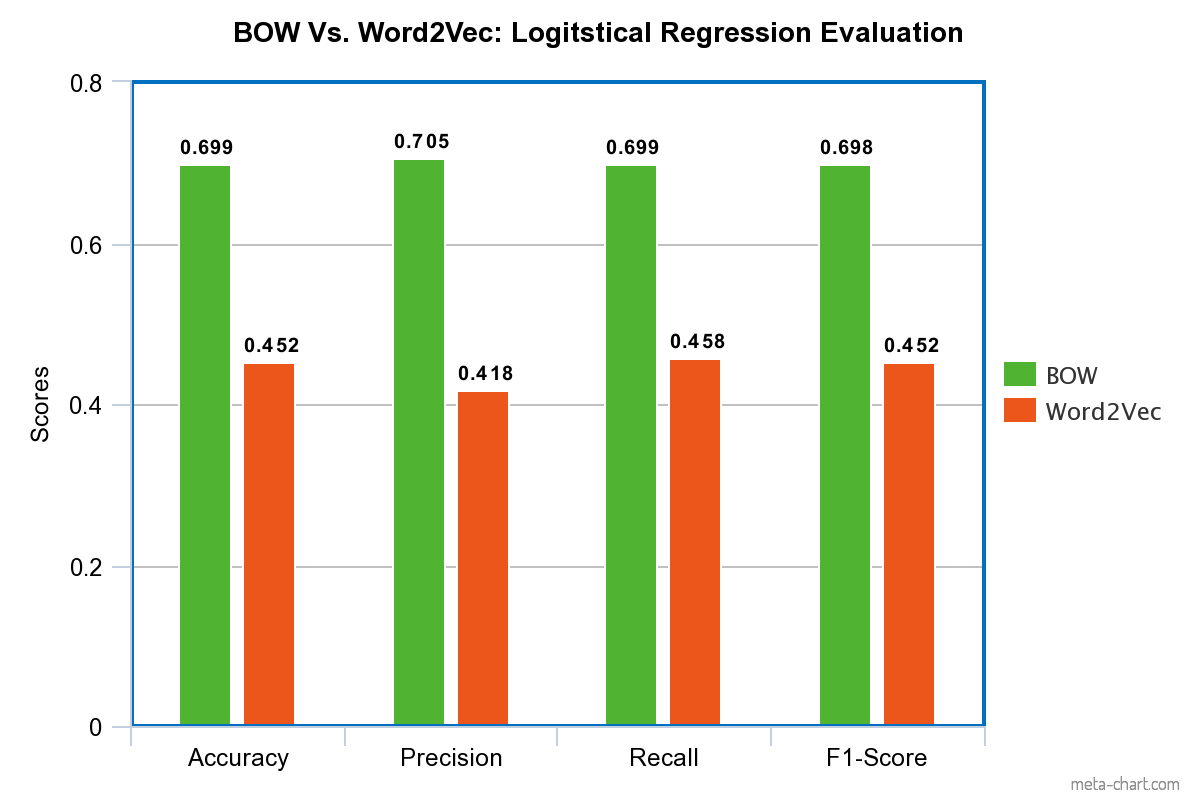 BOW Vs. Word2Vec: Logitstical Regression Evaluation
0.8
0.6
0.4
0.2
0
Scores
0.699
0.452
0.705
0.418
0.699
0.458
0.698
0.452
Accuracy
Precision
Recall
F1-Score
BOW
Word2Vec
meta-chart.com